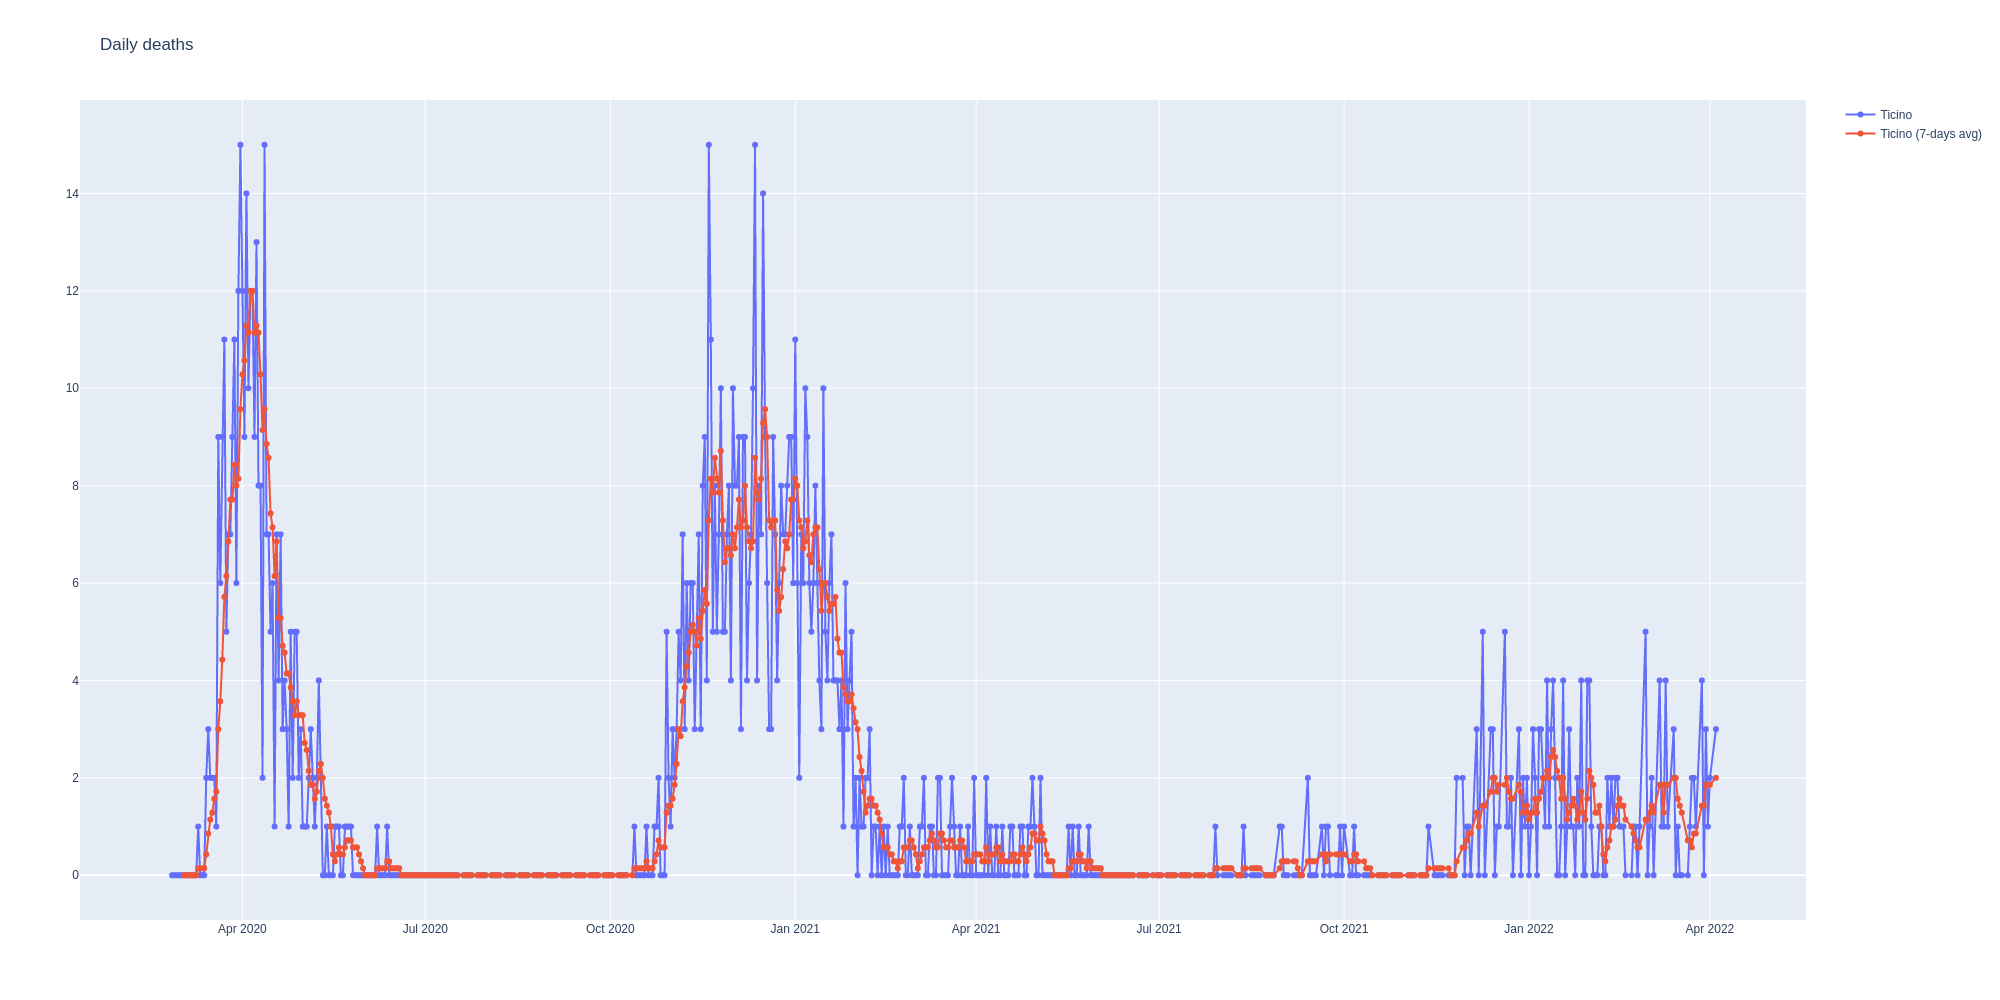 Daily deaths
Ticino
Ticino (7-days avg)
14
12
10
8
6
4
2
0
Apr 2020
Jul 2020
Oct 2020
Jan 2021
Apr 2021
Jul 2021
Oct 2021
Jan 2022
Apr 2022